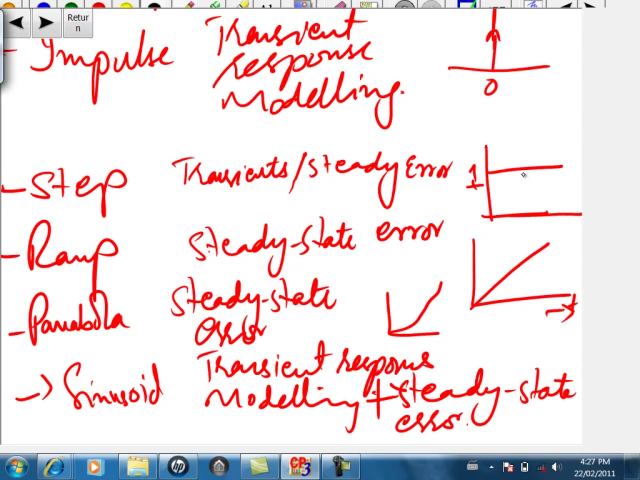 Return
- Impulse Transient
response
Modelling.
0
- Step Transients/Steady Error
1
- Ramp Steady-state error
- Parabola Steady-state
error
t
→ Sinusoid Transient response
Modelling + Steady-state
error.
4:27 PM
22/02/2011